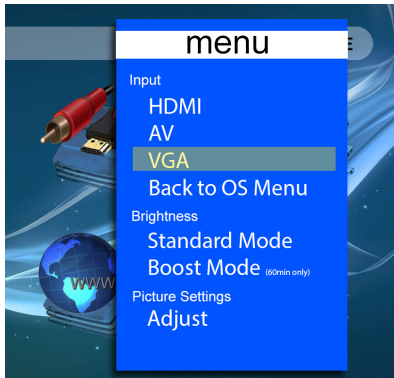 menu
Input
HDMI
AV
VGA
Back to OS Menu
Brightness
Standard Mode
Boost Mode (60min only)
Picture Settings
Adjust
www